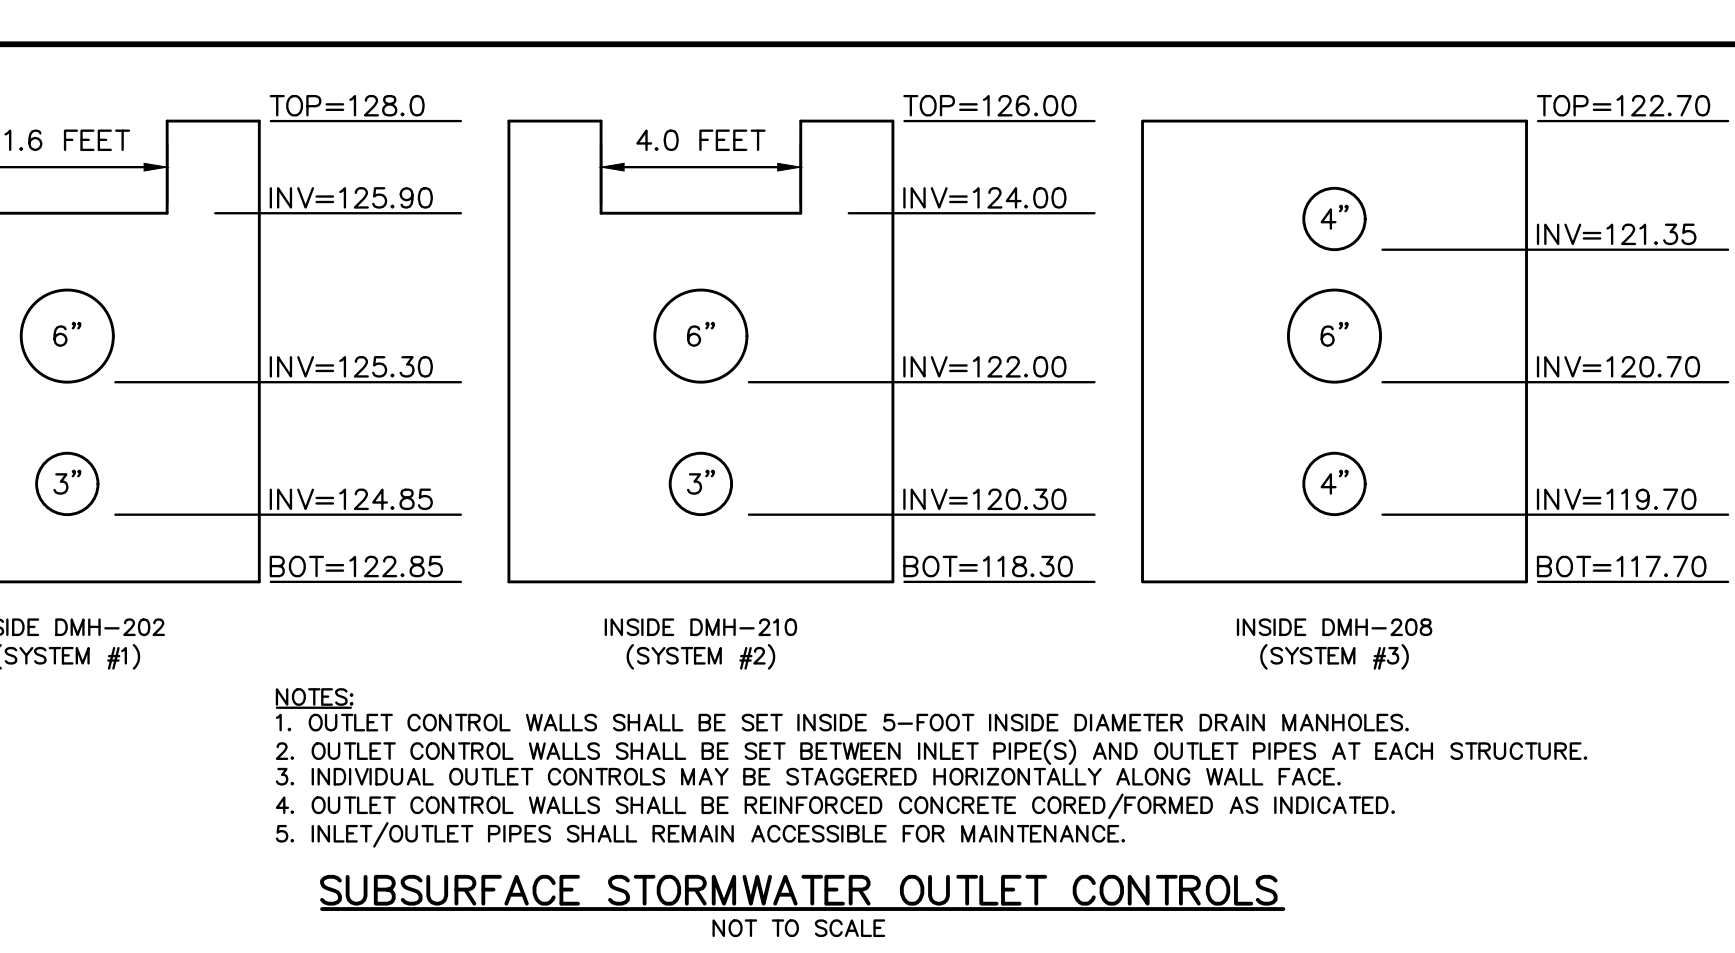 1.6 FEET
TOP=128.0
INV=125.90
6”
INV=125.30
3”
INV=124.85
BOT=122.85
DMH-202
(SYSTEM #1)
4.0 FEET
TOP=126.00
INV=124.00
6”
INV=122.00
3”
INV=120.30
BOT=118.30
INSIDE DMH-210
(SYSTEM #2)
TOP=122.70
4”
INV=121.35
6”
INV=120.70
4”
INV=119.70
BOT=117.70
INSIDE DMH-208
(SYSTEM #3)
NOTES:
1. OUTLET CONTROL WALLS SHALL BE SET INSIDE 5-FOOT INSIDE DIAMETER DRAIN MANHOLES.
2. OUTLET CONTROL WALLS SHALL BE SET BETWEEN INLET PIPE(S) AND OUTLET PIPES AT EACH STRUCTURE.
3. INDIVIDUAL OUTLET CONTROLS MAY BE STAGGERED HORIZONTALLY ALONG WALL FACE.
4. OUTLET CONTROL WALLS SHALL BE REINFORCED CONCRETE CORED/FORMED AS INDICATED.
5. INLET/OUTLET PIPES SHALL REMAIN ACCESSIBLE FOR MAINTENANCE.
SUBSURFACE STORMWATER OUTLET CONTROLS
NOT TO SCALE